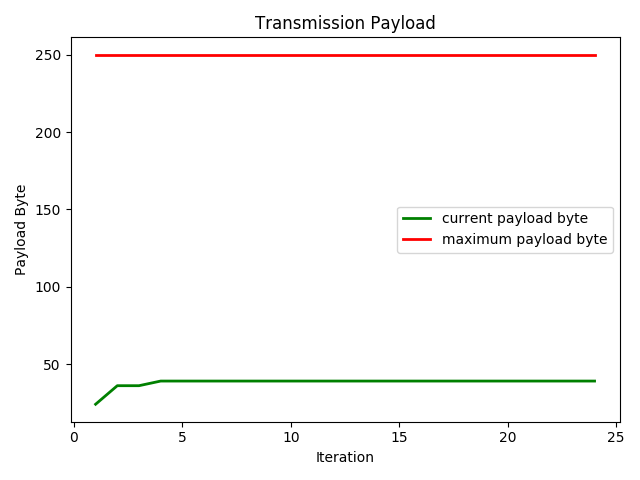 Transmission Payload
250
200
150
100
50
Payload Byte
current payload byte
maximum payload byte
0 5 10 15 20 25
Iteration